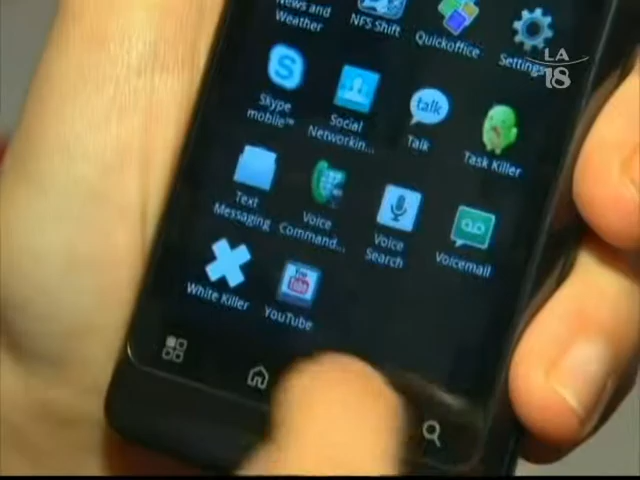 News and
Weather
NFS Shift
Quickoffice
Settings
LA
18
Skype
mobile™
Social
Networkin...
talk
Talk
Task Killer
Text
Messaging
Voice
Command...
Voice
Search
Voicemail
White Killer
You
Tube
YouTube